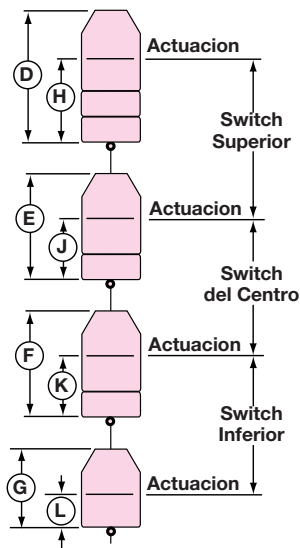 Actuacion
D
H
Switch
Superior
E
Actuacion
J
Switch
del Centro
F
Actuacion
K
Switch
Inferior
G
Actuacion
L